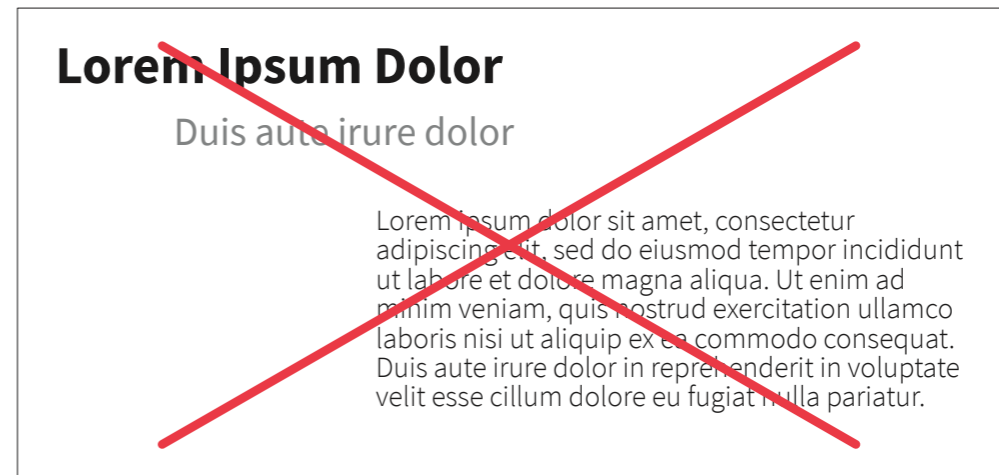 Lorem Ipsum Dolor
Duis aute irure dolor
Lorem ipsum dolor sit amet, consectetur
adipiscing elit, sed do eiusmod tempor incididunt
ut labore et dolore magna aliqua. Ut enim ad
minim veniam, quis nostrud exercitation ullamco
laboris nisi ut aliquip ex ea commodo consequat.
Duis aute irure dolor in reprehenderit in voluptate
velit esse cillum dolore eu fugiat nulla pariatur.